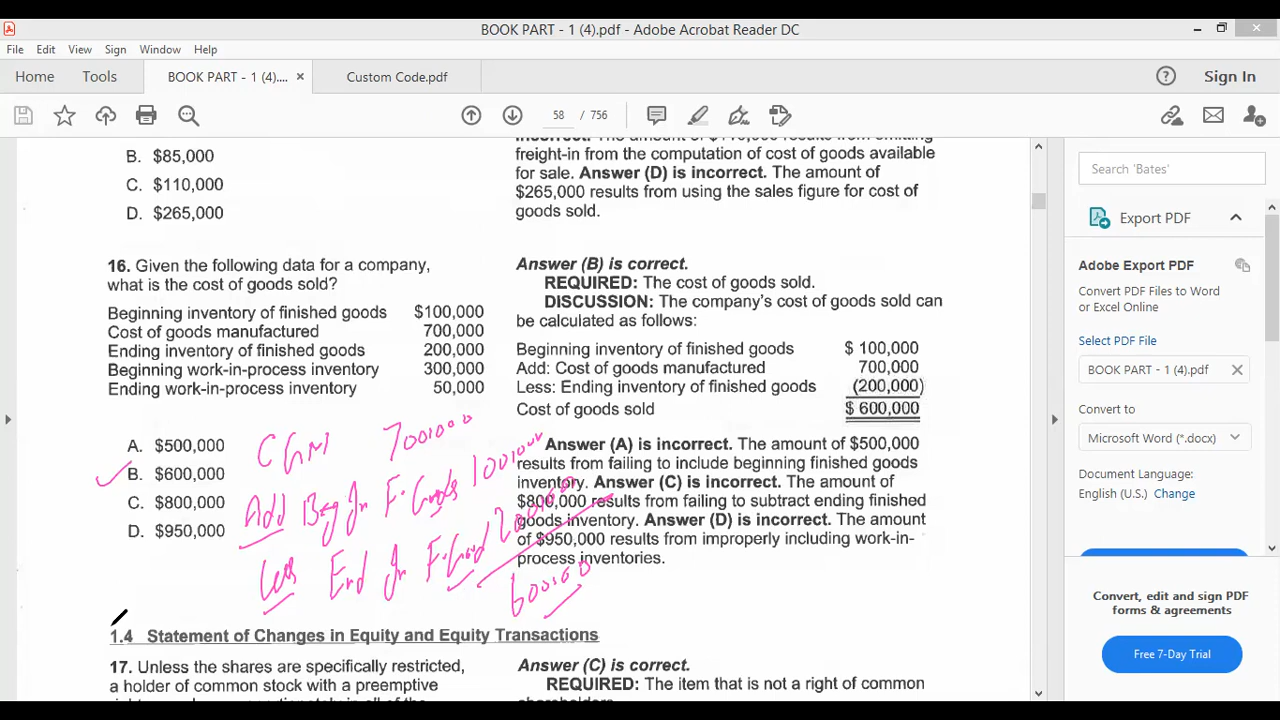 BOOK PART - 1 (4).pdf - Adobe Acrobat Reader DC
File Edit View Sign Window Help
Home Tools BOOK PART - 1 (4).... × Custom Code.pdf Sign In
58 / 756
B. $85,000
C. $110,000
D. $265,000
freight-in from the computation of cost of goods available
for sale. Answer (D) is incorrect. The amount of
$265,000 results from using the sales figure for cost of
goods sold.
16. Given the following data for a company,
what is the cost of goods sold?
Beginning inventory of finished goods $100,000
Cost of goods manufactured 700,000
Ending inventory of finished goods 200,000
Beginning work-in-process inventory 300,000
Ending work-in-process inventory 50,000
A. $500,000
B. $600,000
C. $800,000
D. $950,000
CGM 700,000
Add Beg In F. Goods 100,000
Less End In F. Good 200,000
Answer (B) is correct.
REQUIRED: The cost of goods sold.
DISCUSSION: The company's cost of goods sold can
be calculated as follows:
Beginning inventory of finished goods $ 100,000
Add: Cost of goods manufactured 700,000
Less: Ending inventory of finished goods (200,000)
Cost of goods sold $ 600,000
Answer (A) is incorrect. The amount of $500,000
results from failing to include beginning finished goods
inventory. Answer (C) is incorrect. The amount of
$800,000 results from failing to subtract ending finished
goods inventory. Answer (D) is incorrect. The amount
of $950,000 results from improperly including work-in-
process inventories.
1.4 Statement of Changes in Equity and Equity Transactions
17. Unless the shares are specifically restricted,
a holder of common stock with a preemptive
Answer (C) is correct.
REQUIRED: The item that is not a right of common
Search 'Bates'
Export PDF
Adobe Export PDF
Convert PDF Files to Word
or Excel Online
Select PDF File
BOOK PART - 1 (4).pdf ×
Convert to
Microsoft Word (*.docx)
Document Language:
English (U.S.) Change
Convert, edit and sign PDF
forms & agreements
Free 7-Day Trial